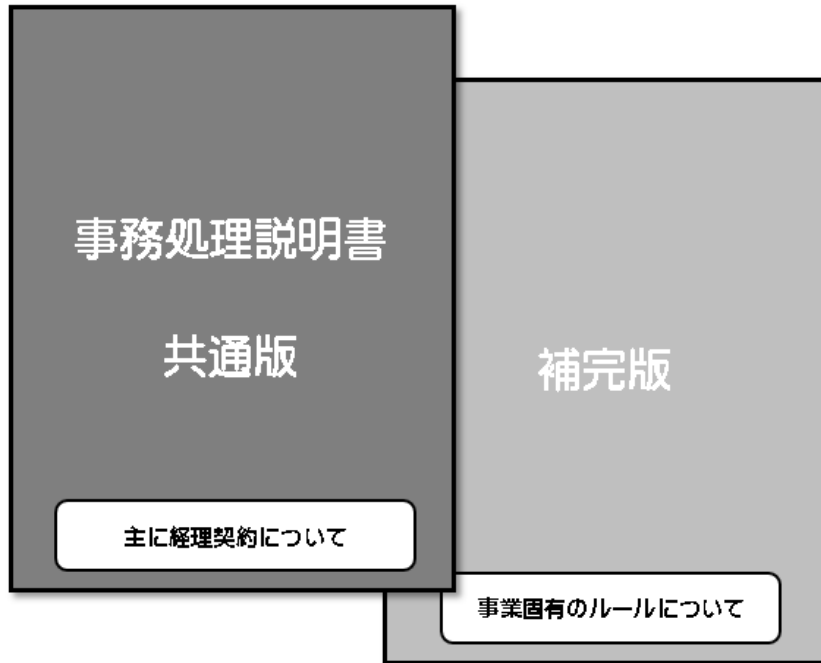 事務処理説明書
共通版
主に経理契約について
補完版
事業固有のルールについて